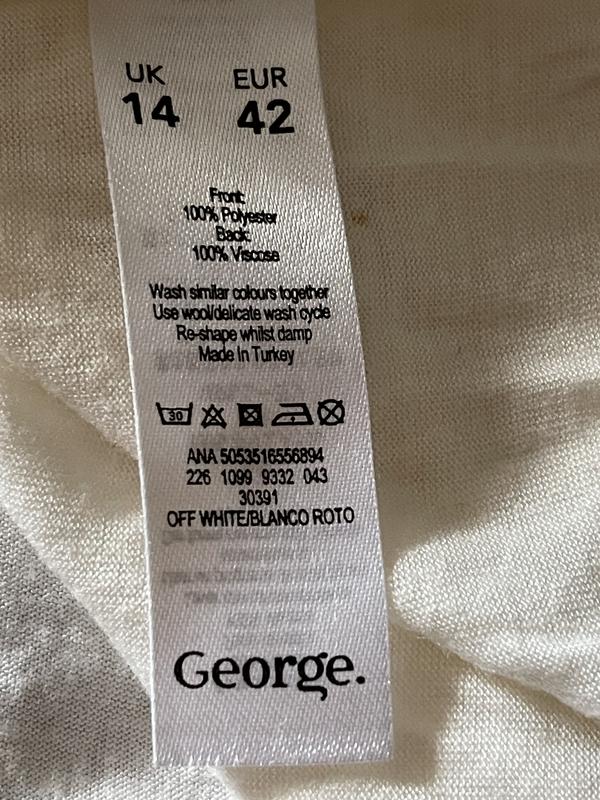 UK EUR
14 42
Front:
100% Polyester
Back:
100% Viscose
Wash similar colours together
Use wool/delicate wash cycle
Re-shape whilst damp
Made In Turkey
30
ANA 5053516556894
226 1099 9332 043
30391
OFF WHITE/BLANCO ROTO
George.